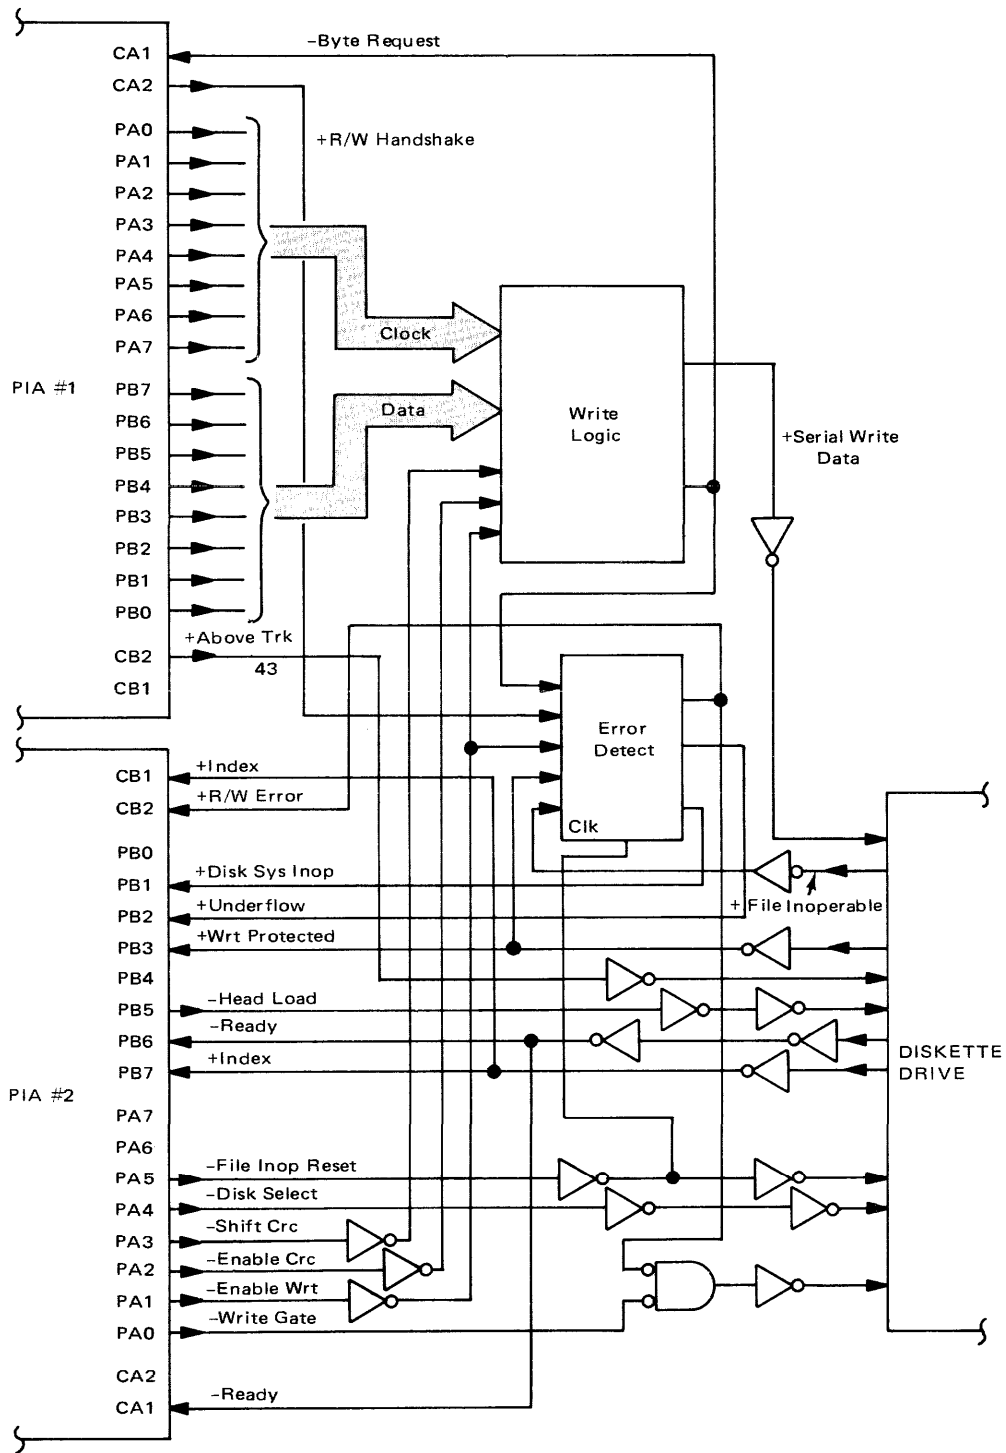 CA1
−Byte Request
CA2
PA0
+R/W Handshake
PA1
PA2
PA3
PA4
PA5
PA6
Clock
PA7
PIA #1
PB7
Data
PB6
Write
Logic
+Serial Write
Data
PB5
PB4
PB3
PB2
PB1
PB0
+Above Trk
43
CB2
CB1
Error
Detect
Clk
CB1
+Index
CB2
+R/W Error
PB0
PB1
+Disk Sys Inop
+ File Inoperable
PB2
+Underflow
PB3
+Wrt Protected
PB4
PB5
−Head Load
PB6
−Ready
PB7
+Index
DISKETTE
DRIVE
PIA #2
PA7
PA6
PA5
−File Inop Reset
PA4
−Disk Select
PA3
−Shift Crc
PA2
−Enable Crc
PA1
−Enable Wrt
PA0
−Write Gate
CA2
CA1
−Ready